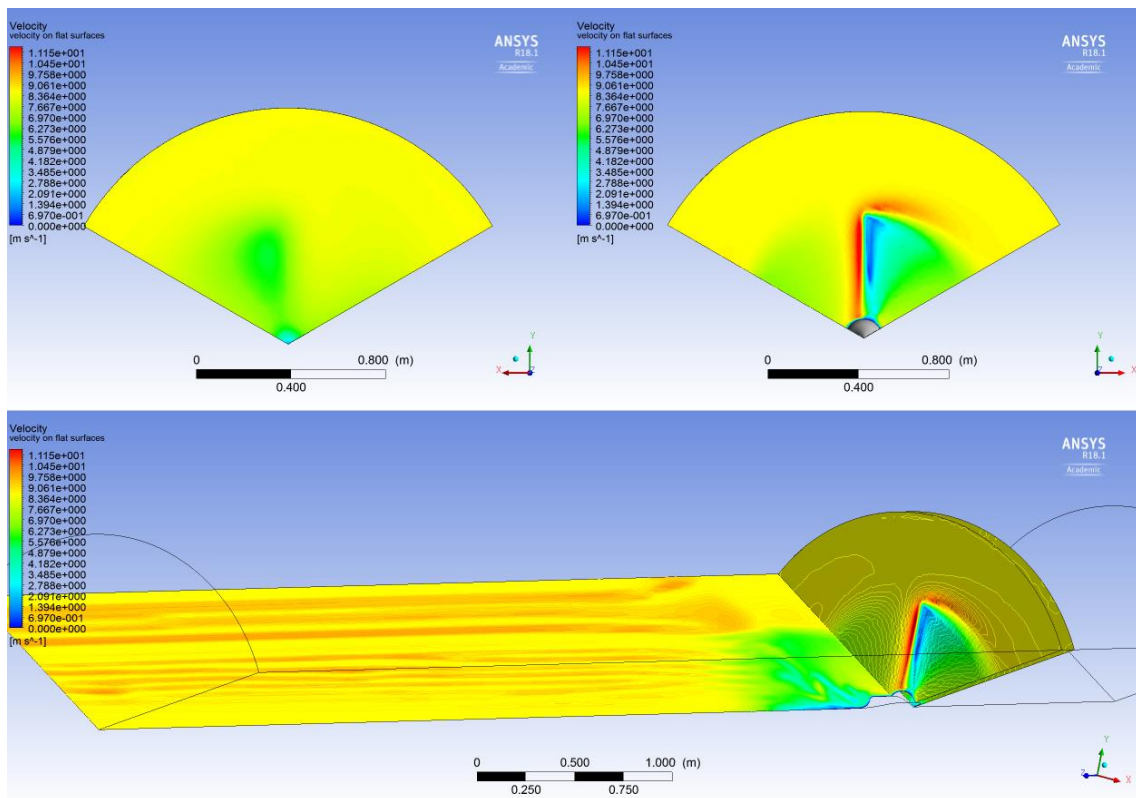 Velocity
velocity on flat surfaces
1.115e+001
1.045e+001
9.758e+000
9.061e+000
8.364e+000
7.667e+000
6.970e+000
6.273e+000
5.576e+000
4.879e+000
4.182e+000
3.485e+000
2.788e+000
2.091e+000
1.394e+000
6.970e-001
0.000e+000
[m s^-1]
ANSYS
R18.1
Academic
0 0.800 (m)
0.400
Y
X
Z
Velocity
velocity on flat surfaces
1.115e+001
1.045e+001
9.758e+000
9.061e+000
8.364e+000
7.667e+000
6.970e+000
6.273e+000
5.576e+000
4.879e+000
4.182e+000
3.485e+000
2.788e+000
2.091e+000
1.394e+000
6.970e-001
0.000e+000
[m s^-1]
ANSYS
R18.1
Academic
0 0.800 (m)
0.400
Y
Z
X
Velocity
velocity on flat surfaces
1.115e+001
1.045e+001
9.758e+000
9.061e+000
8.364e+000
7.667e+000
6.970e+000
6.273e+000
5.576e+000
4.879e+000
4.182e+000
3.485e+000
2.788e+000
2.091e+000
1.394e+000
6.970e-001
0.000e+000
[m s^-1]
ANSYS
R18.1
Academic
0 0.500 1.000 (m)
0.250 0.750
Y
Z
X